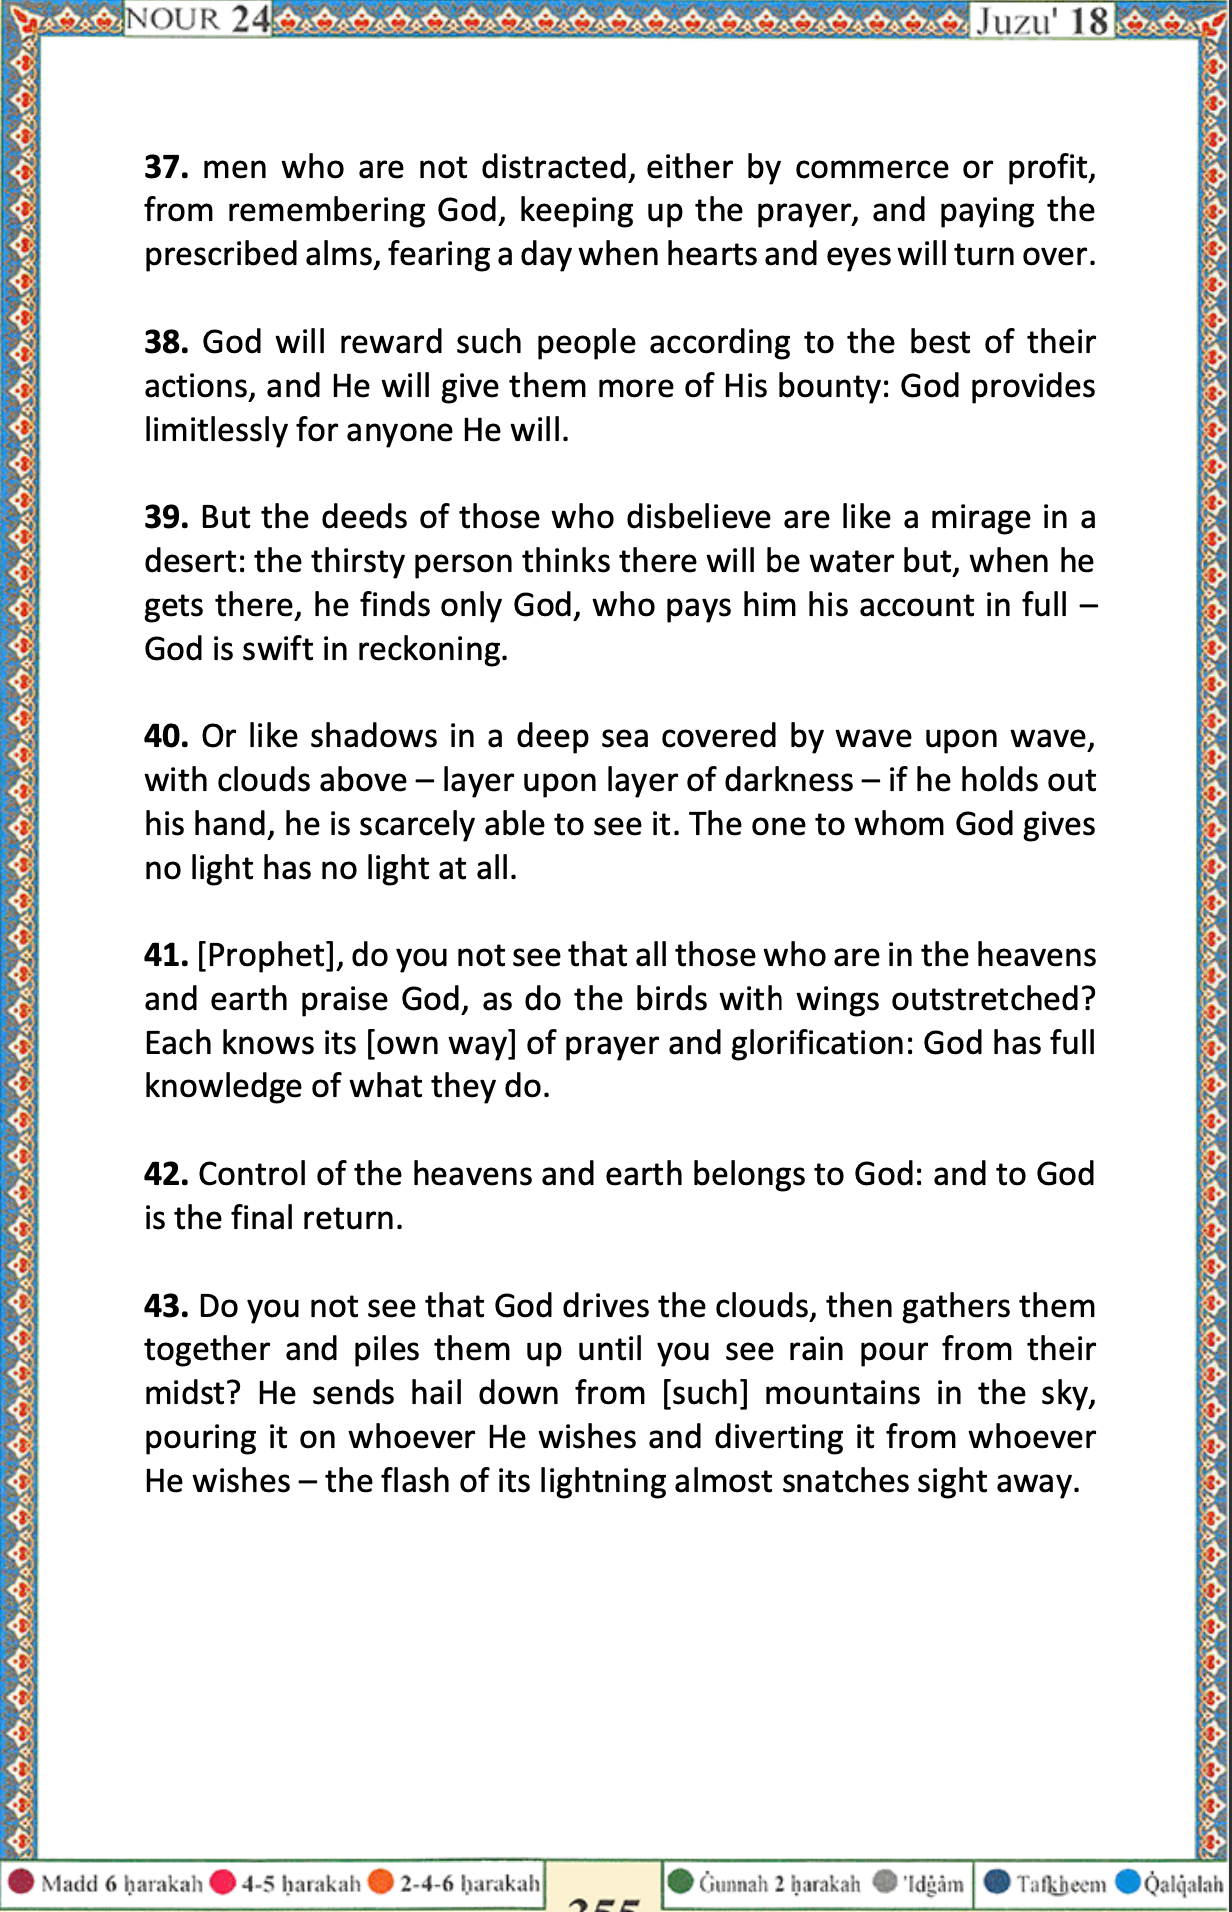 NOUR 24 Juzu' 18
37. men who are not distracted, either by commerce or profit,
from remembering God, keeping up the prayer, and paying the
prescribed alms, fearing a day when hearts and eyes will turn over.
38. God will reward such people according to the best of their
actions, and He will give them more of His bounty: God provides
limitlessly for anyone He will.
39. But the deeds of those who disbelieve are like a mirage in a
desert: the thirsty person thinks there will be water but, when he
gets there, he finds only God, who pays him his account in full –
God is swift in reckoning.
40. Or like shadows in a deep sea covered by wave upon wave,
with clouds above – layer upon layer of darkness – if he holds out
his hand, he is scarcely able to see it. The one to whom God gives
no light has no light at all.
41. [Prophet], do you not see that all those who are in the heavens
and earth praise God, as do the birds with wings outstretched?
Each knows its [own way] of prayer and glorification: God has full
knowledge of what they do.
42. Control of the heavens and earth belongs to God: and to God
is the final return.
43. Do you not see that God drives the clouds, then gathers them
together and piles them up until you see rain pour from their
midst? He sends hail down from [such] mountains in the sky,
pouring it on whoever He wishes and diverting it from whoever
He wishes – the flash of its lightning almost snatches sight away.
Madd 6 ḥarakah 4-5 ḥarakah 2-4-6 ḥarakah Ġunnah 2 ḥarakah 'Idġâm Tafkheem Qalqalah